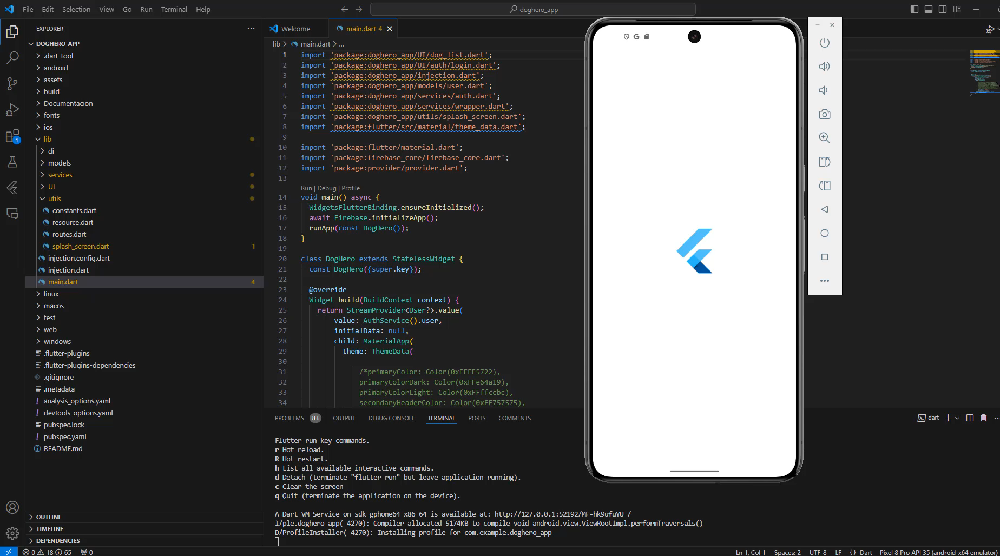 File Edit Selection View Go Run Terminal Help
doghero_app
EXPLORER
DOGHERO_APP
.dart_tool
android
assets
build
Documentacion
fonts
ios
lib
di
models
services
UI
utils
constants.dart
resource.dart
routes.dart
splash_screen.dart 1
injection.config.dart
injection.dart
main.dart 4
linux
macos
test
web
windows
.flutter-plugins
.flutter-plugins-dependencies
.gitignore
.metadata
analysis_options.yaml
devtools_options.yaml
pubspec.lock
pubspec.yaml
README.md
OUTLINE
TIMELINE
DEPENDENCIES
1
Welcome
main.dart 4
lib > main.dart > ...
1 import 'package:doghero_app/UI/dog_list.dart';
2 import 'package:doghero_app/UI/auth/login.dart';
3 import 'package:doghero_app/injection.dart';
4 import 'package:doghero_app/models/user.dart';
5 import 'package:doghero_app/services/auth.dart';
6 import 'package:doghero_app/services/wrapper.dart';
7 import 'package:doghero_app/utils/splash_screen.dart';
8 import 'package:flutter/src/material/theme_data.dart';
9
10 import 'package:flutter/material.dart';
11 import 'package:firebase_core/firebase_core.dart';
12 import 'package:provider/provider.dart';
13
Run | Debug | Profile
14 void main() async {
15 WidgetsFlutterBinding.ensureInitialized();
16 await Firebase.initializeApp();
17 runApp(const DogHero());
18 }
19
20 class DogHero extends StatelessWidget {
21 const DogHero({super.key});
22
23 @override
24 Widget build(BuildContext context) {
25 return StreamProvider<User?>.value(
26 value: AuthService().user,
27 initialData: null,
28 child: MaterialApp(
29 theme: ThemeData(
30
31 /*primaryColor: Color(0xFFFF5722),
32 primaryColorDark: Color(0xFFe64a19),
33 primaryColorLight: Color(0xFFffccbc),
34 secondaryHeaderColor: Color(0xFF757575),
PROBLEMS 83 OUTPUT DEBUG CONSOLE TERMINAL PORTS COMMENTS
dart
Flutter run key commands.
r Hot reload.
R Hot restart.
h List all available interactive commands.
d Detach (terminate "flutter run" but leave application running).
c Clear the screen
q Quit (terminate the application on the device).
A Dart VM Service on sdk gphone64 x86 64 is available at: http://127.0.0.1:52192/MF-hk9ufuYU=/
I/ple.doghero_app( 4270): Compiler allocated 5174KB to compile void android.view.ViewRootImpl.performTraversals()
D/ProfileInstaller( 4270): Installing profile for com.example.doghero_app
0 18 65 0
Ln 1, Col 1 Spaces: 2 UTF-8 LF {} Dart Pixel 8 Pro API 35 (android-x64 emulator)